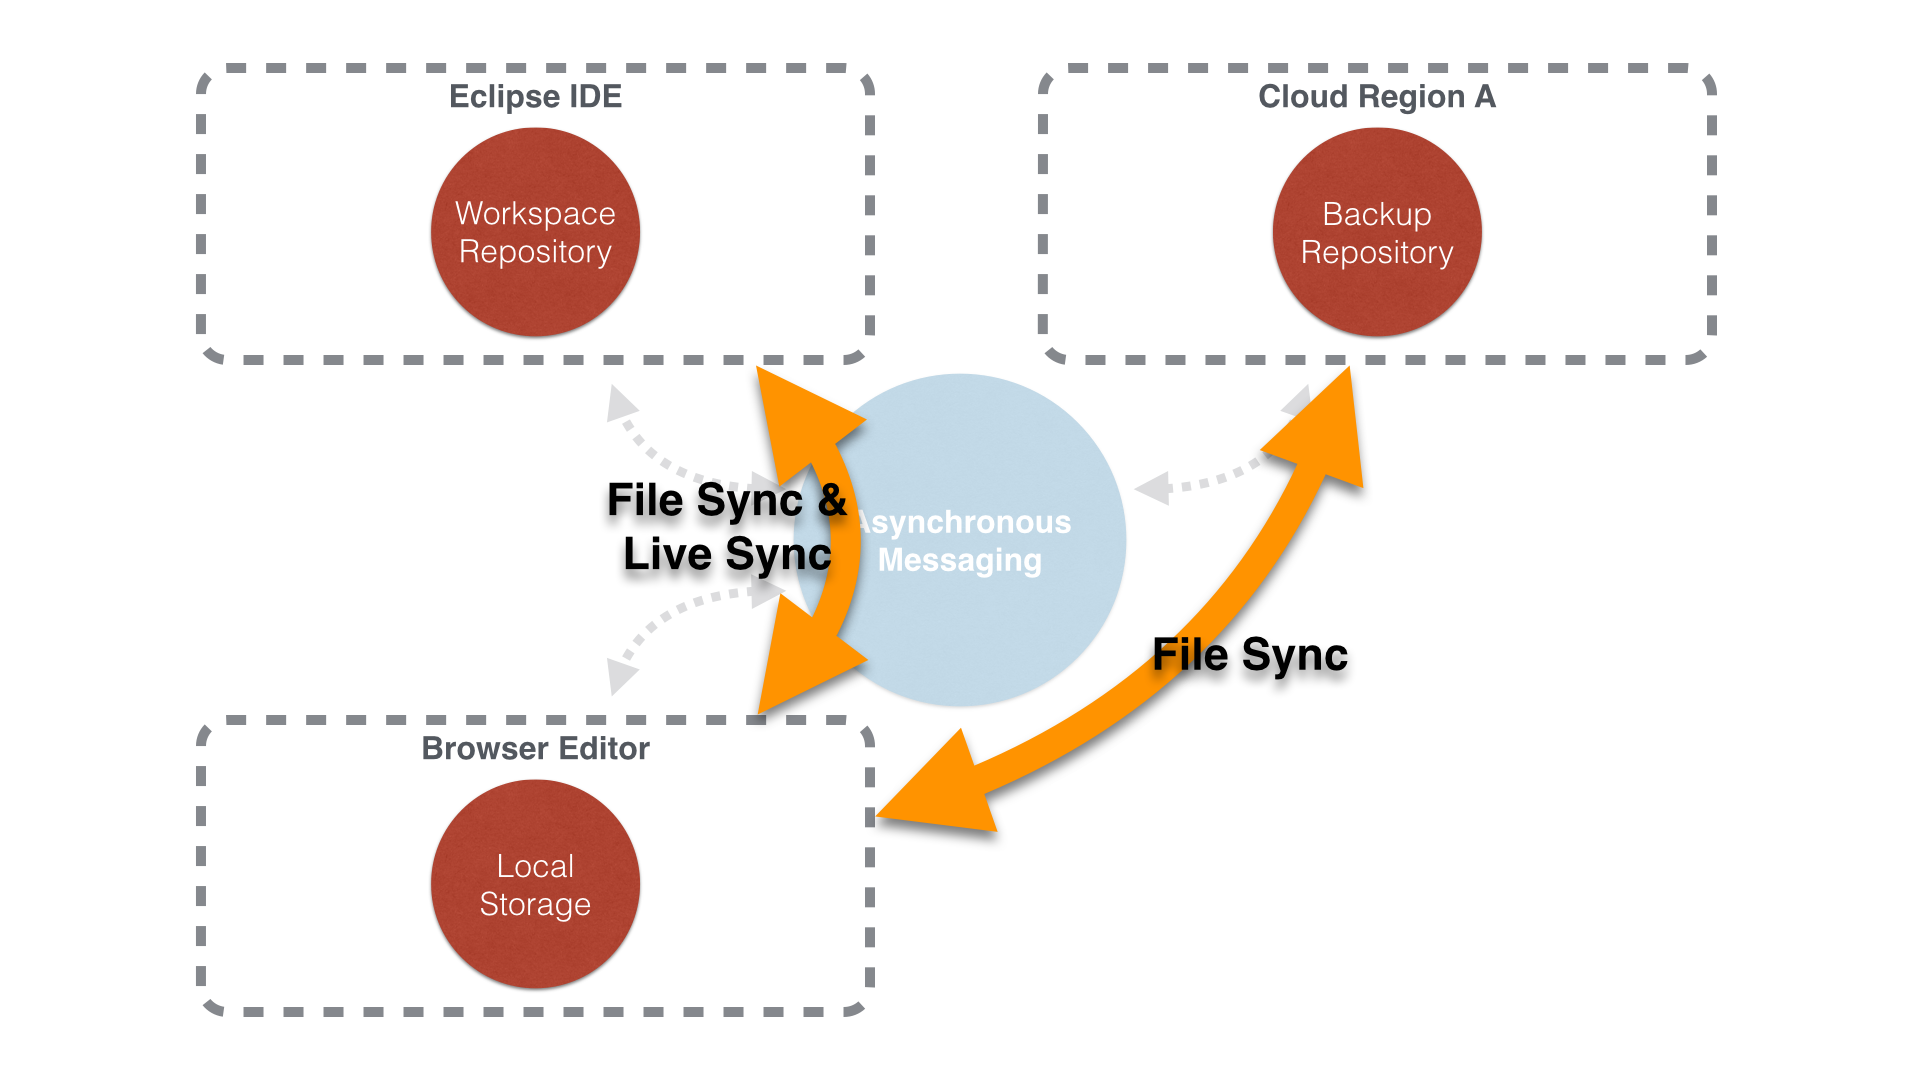 Eclipse IDE
Workspace
Repository
Cloud Region A
Backup
Repository
File Sync &
Live Sync
Asynchronous
Messaging
File Sync
Browser Editor
Local
Storage